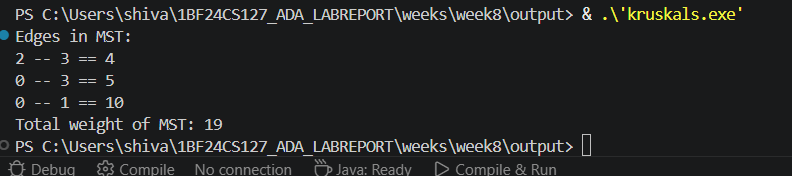 PS C:\Users\shiva\1BF24CS127_ADA_LABREPORT\weeks\week8\output> & .\'kruskals.exe'
Edges in MST:
2 -- 3 == 4
0 -- 3 == 5
0 -- 1 == 10
Total weight of MST: 19
PS C:\Users\shiva\1BF24CS127_ADA_LABREPORT\weeks\week8\output>
Debug Compile No connection Java: Ready Compile & Run